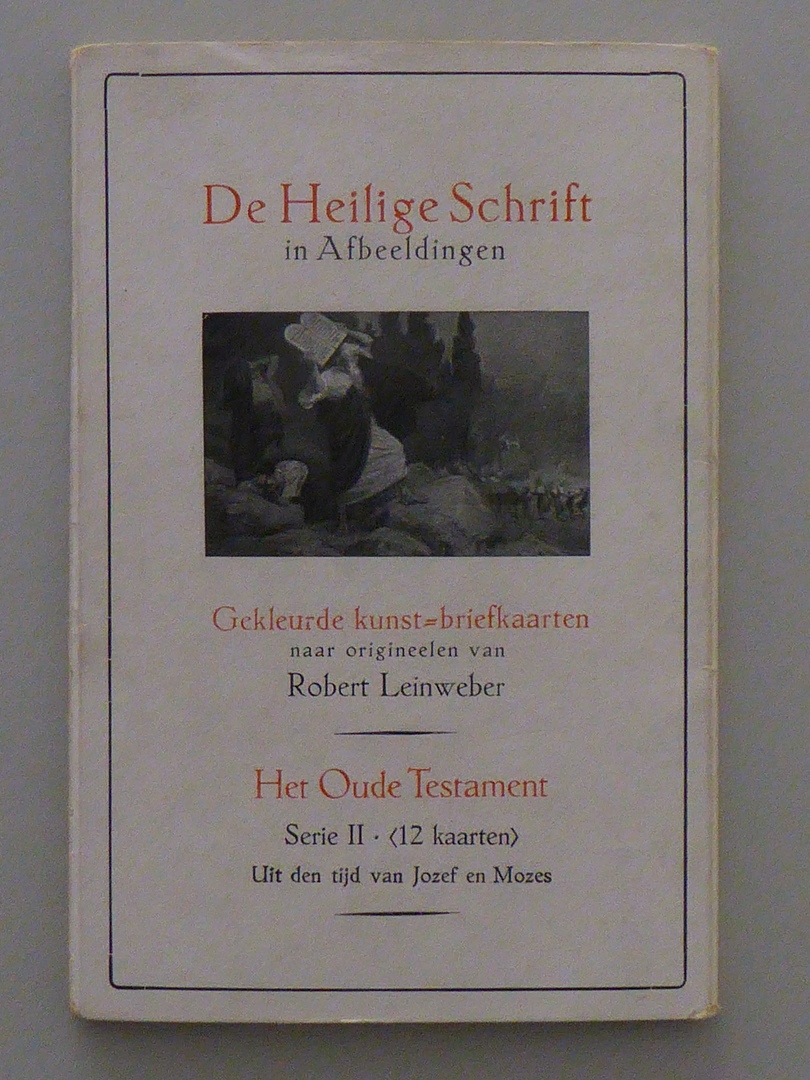 De Heilige Schrift
in Afbeeldingen
Gekleurde kunst=briefkaarten
naar origineelen van
Robert Leinweber
Het Oude Testament
Serie II · ⟨12 kaarten⟩
Uit den tijd van Jozef en Mozes